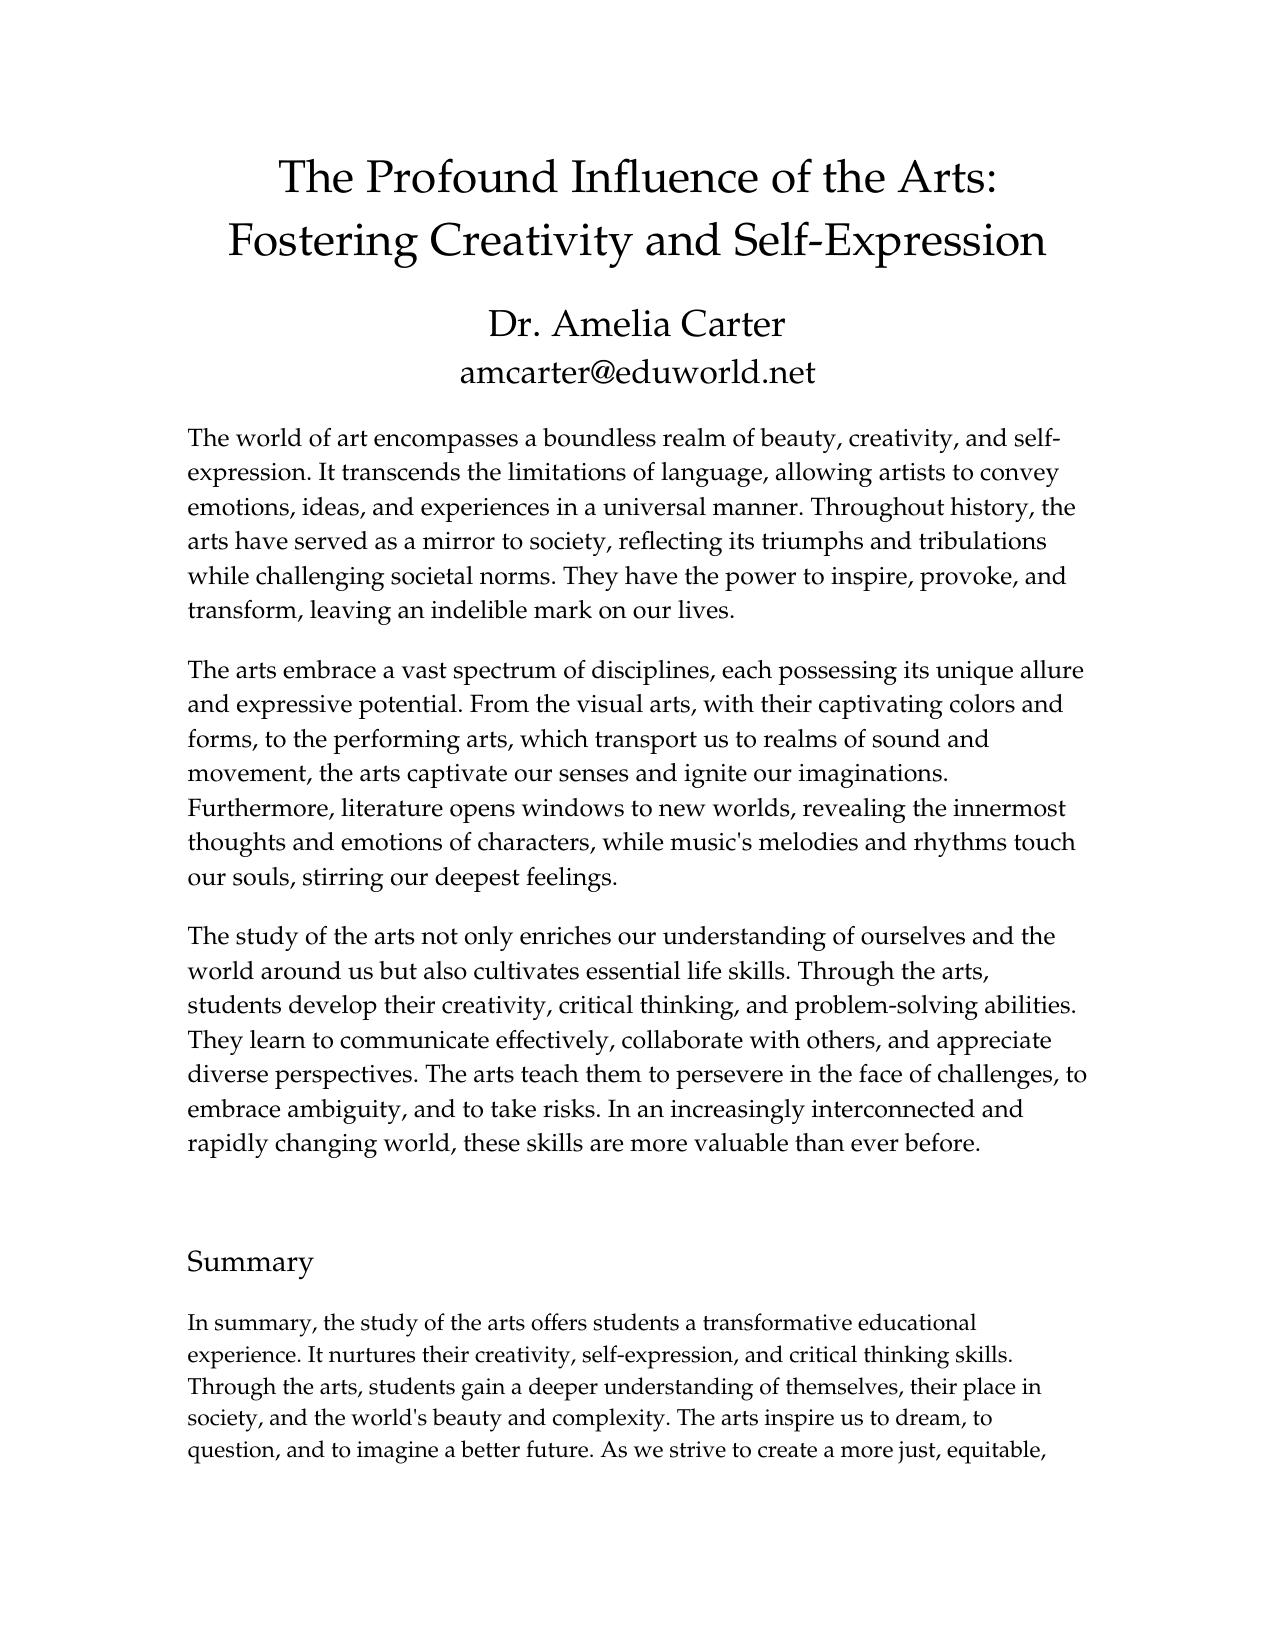 The Profound Influence of the Arts:
Fostering Creativity and Self-Expression
Dr. Amelia Carter
amcarter@eduworld.net
The world of art encompasses a boundless realm of beauty, creativity, and self-
expression. It transcends the limitations of language, allowing artists to convey
emotions, ideas, and experiences in a universal manner. Throughout history, the
arts have served as a mirror to society, reflecting its triumphs and tribulations
while challenging societal norms. They have the power to inspire, provoke, and
transform, leaving an indelible mark on our lives.
The arts embrace a vast spectrum of disciplines, each possessing its unique allure
and expressive potential. From the visual arts, with their captivating colors and
forms, to the performing arts, which transport us to realms of sound and
movement, the arts captivate our senses and ignite our imaginations.
Furthermore, literature opens windows to new worlds, revealing the innermost
thoughts and emotions of characters, while music's melodies and rhythms touch
our souls, stirring our deepest feelings.
The study of the arts not only enriches our understanding of ourselves and the
world around us but also cultivates essential life skills. Through the arts,
students develop their creativity, critical thinking, and problem-solving abilities.
They learn to communicate effectively, collaborate with others, and appreciate
diverse perspectives. The arts teach them to persevere in the face of challenges, to
embrace ambiguity, and to take risks. In an increasingly interconnected and
rapidly changing world, these skills are more valuable than ever before.
Summary
In summary, the study of the arts offers students a transformative educational
experience. It nurtures their creativity, self-expression, and critical thinking skills.
Through the arts, students gain a deeper understanding of themselves, their place in
society, and the world's beauty and complexity. The arts inspire us to dream, to
question, and to imagine a better future. As we strive to create a more just, equitable,